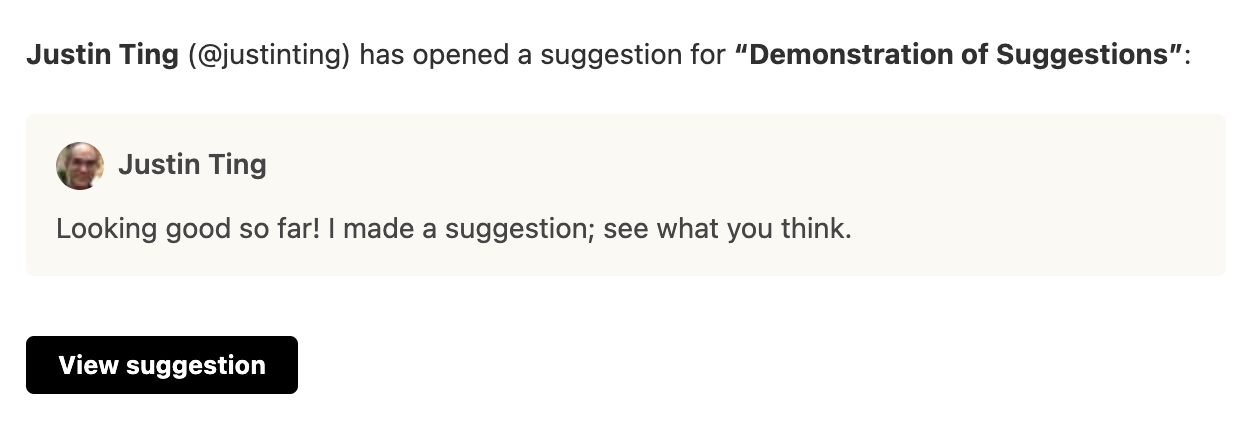 Justin Ting (@justinting) has opened a suggestion for “Demonstration of Suggestions”:
Justin Ting
Looking good so far! I made a suggestion; see what you think.
View suggestion